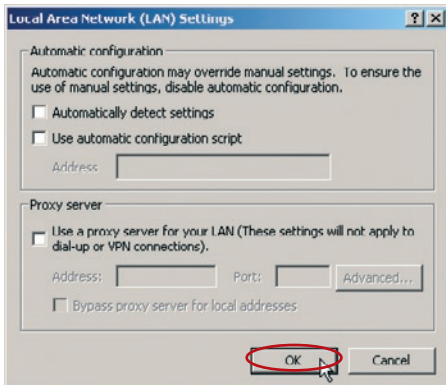 Local Area Network (LAN) Settings
Automatic configuration
Automatic configuration may override manual settings.  To ensure the
use of manual settings, disable automatic configuration.
Automatically detect settings
Use automatic configuration script
Address
Proxy server
Use a proxy server for your LAN (These settings will not apply to
dial-up or VPN connections).
Address: Port: Advanced...
Bypass proxy server for local addresses
OK Cancel